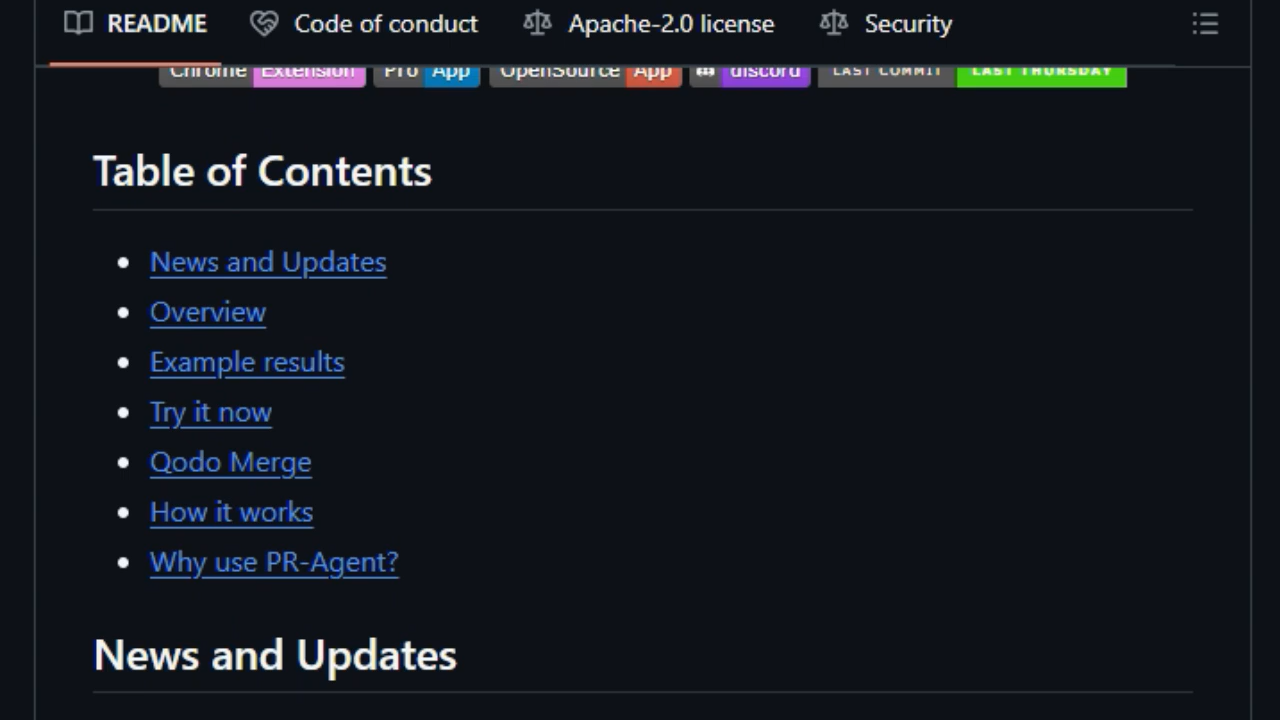 README Code of conduct Apache-2.0 license Security
Chrome Extension Pro App OpenSource App discord LAST COMMIT LAST THURSDAY
Table of Contents
News and Updates
Overview
Example results
Try it now
Qodo Merge
How it works
Why use PR-Agent?
News and Updates